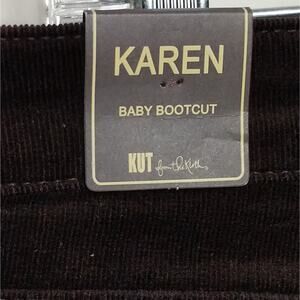 KAREN
BABY BOOTCUT
KUT from the Kloth